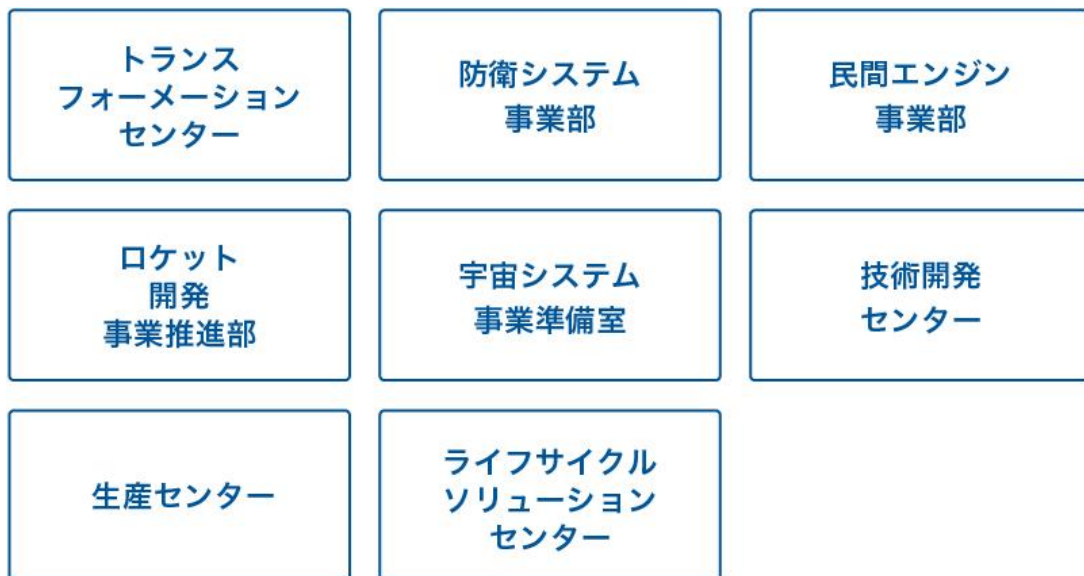 トランス
フォーメーション
センター
防衛システム
事業部
民間エンジン
事業部
ロケット
開発
事業推進部
宇宙システム
事業準備室
技術開発
センター
生産センター
ライフサイクル
ソリューション
センター